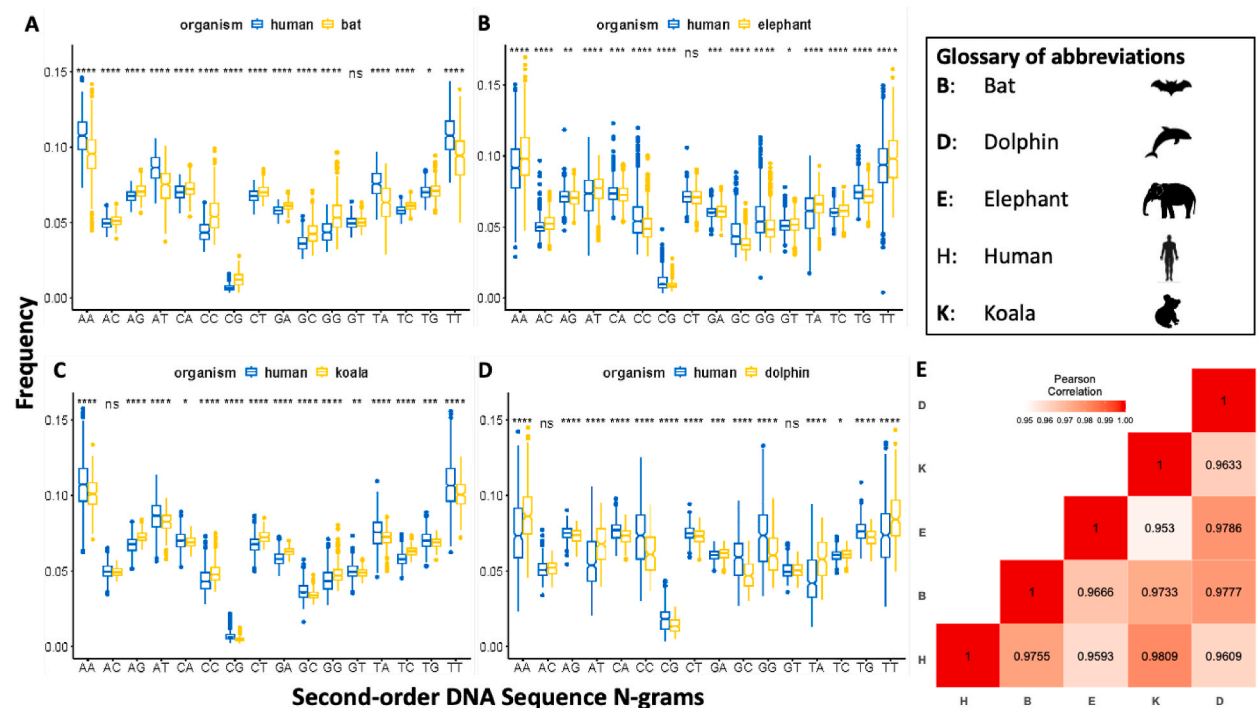 A
organism human bat
**** **** **** **** **** **** **** **** **** **** **** ns **** **** * ****
0.15
0.10
0.05
0.00
AA AC AG AT CA CC CG CT GA GC GG GT TA TC TG TT
B
organism human elephant
**** *** ** **** *** **** **** ns *** **** **** * **** *** **** ****
0.15
0.10
0.05
0.00
AA AC AG AT CA CC CG CT GA GC GG GT TA TC TG TT
Glossary of abbreviations
B: Bat
D: Dolphin
E: Elephant
H: Human
K: Koala
Frequency
C
organism human koala
**** ns **** **** * **** **** **** **** **** **** ** **** **** **** ****
0.15
0.10
0.05
0.00
AA AC AG AT CA CC CG CT GA GC GG GT TA TC TG TT
D
organism human dolphin
**** ns **** **** **** **** **** **** *** **** **** ns **** * **** ****
0.15
0.10
0.05
0.00
AA AC AG AT CA CC CG CT GA GC GG GT TA TC TG TT
Second-order DNA Sequence N-grams
E
Pearson
Correlation
0.95 0.96 0.97 0.98 0.99 1.00
D 1
K 1 0.9633
E 1 0.953 0.9786
B 1 0.9666 0.9733 0.9777
H 1 0.9755 0.9593 0.9809 0.9609
H B E K D